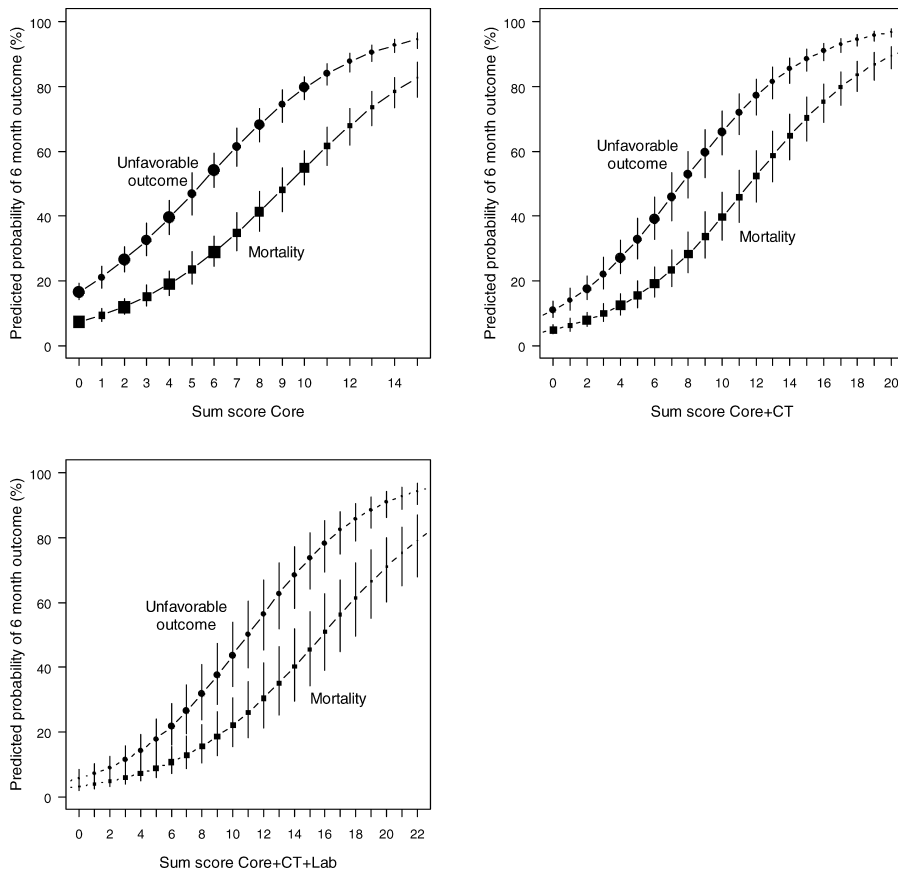 Predicted probability of 6 month outcome (%)
100
80
60
40
20
0
Unfavorable
outcome
Mortality
0 1 2 3 4 5 6 7 8 9 10 12 14
Sum score Core
Predicted probability of 6 month outcome (%)
100
80
60
40
20
0
Unfavorable
outcome
Mortality
0 2 4 6 8 10 12 14 16 18 20
Sum score Core+CT
Predicted probability of 6 month outcome (%)
100
80
60
40
20
0
Unfavorable
outcome
Mortality
0 2 4 6 8 10 12 14 16 18 20 22
Sum score Core+CT+Lab